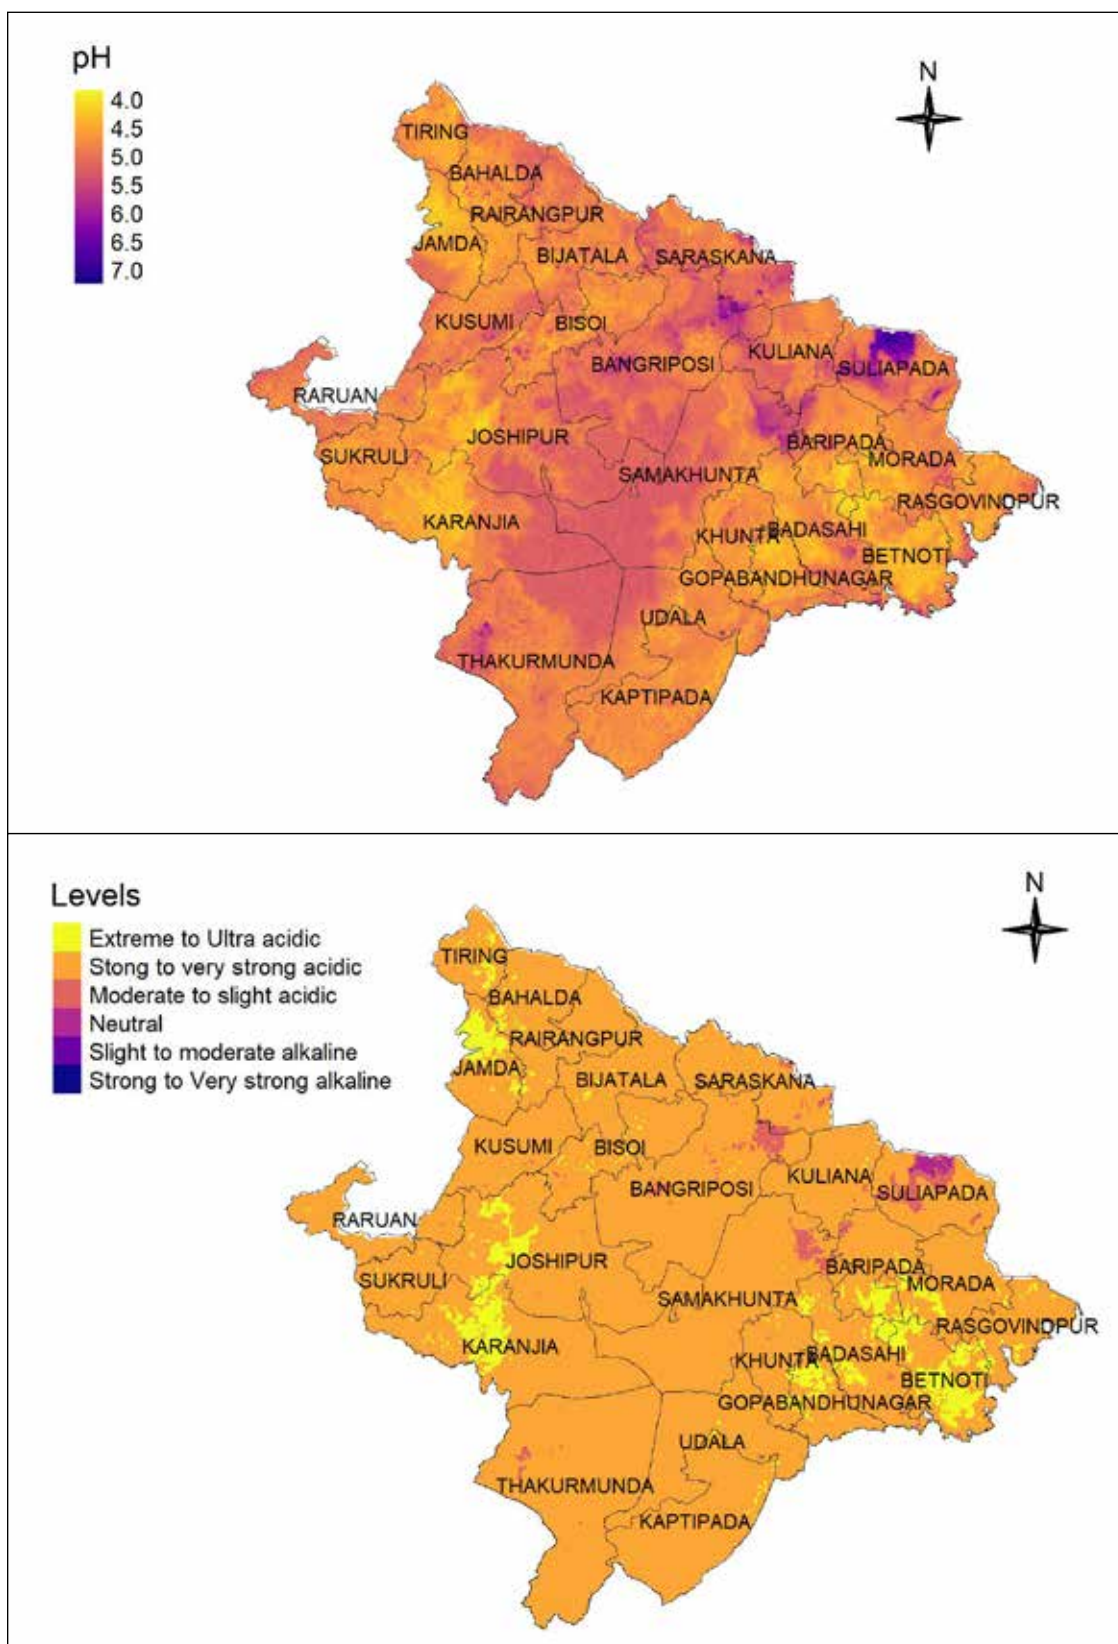 pH
N
4.0
4.5
5.0
5.5
6.0
6.5
7.0
TIRING
BAHALDA
RAIRANGPUR
JAMDA
BIJATALA
SARASKANA
KUSUMI
BISOI
KULIANA
BANGRIPOSI
SULIAPADA
RARUAN
JOSHIPUR
BARIPADA
SUKRULI
MORADA
SAMAKHUNTA
RASGOVINDPUR
KARANJIA
KHUNTA
BADASAHI
BETNOTI
GOPABANDHUNAGAR
UDALA
THAKURMUNDA
KAPTIPADA
Levels
N
Extreme to Ultra acidic
Stong to very strong acidic
Moderate to slight acidic
Neutral
Slight to moderate alkaline
Strong to Very strong alkaline
TIRING
BAHALDA
RAIRANGPUR
JAMDA
BIJATALA
SARASKANA
KUSUMI
BISOI
KULIANA
BANGRIPOSI
SULIAPADA
RARUAN
JOSHIPUR
BARIPADA
SUKRULI
MORADA
SAMAKHUNTA
RASGOVINDPUR
KARANJIA
KHUNTA
BADASAHI
BETNOTI
GOPABANDHUNAGAR
UDALA
THAKURMUNDA
KAPTIPADA